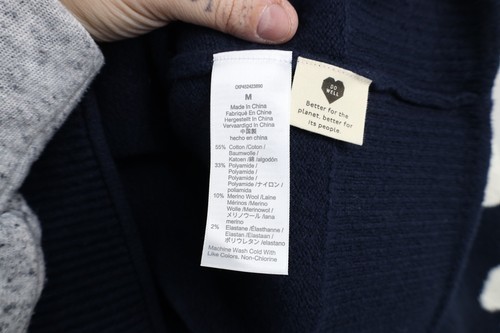 M
Made In China
Fabriqué En Chine
Hergestellt In China
Vervaardigd In China
中国製
hecho en china
55% Cotton /Coton /
Baumwolle /
Katoen /綿 /algodón
33% Polyamide /
Polyamide /
Polyamide /
Polyamide /ナイロン /
poliamida
10% Merino Wool /Laine
Mérinos /Merino
Wolle /Merinowol /
メリノウール /lana
merino
2% Elastane /Élasthanne /
Elastan /Elastaan /
ポリウレタン /elastano
Machine Wash Cold With
Like Colors, Non-Chlorine
DO
WELL
Better for the
planet, better for
its people.